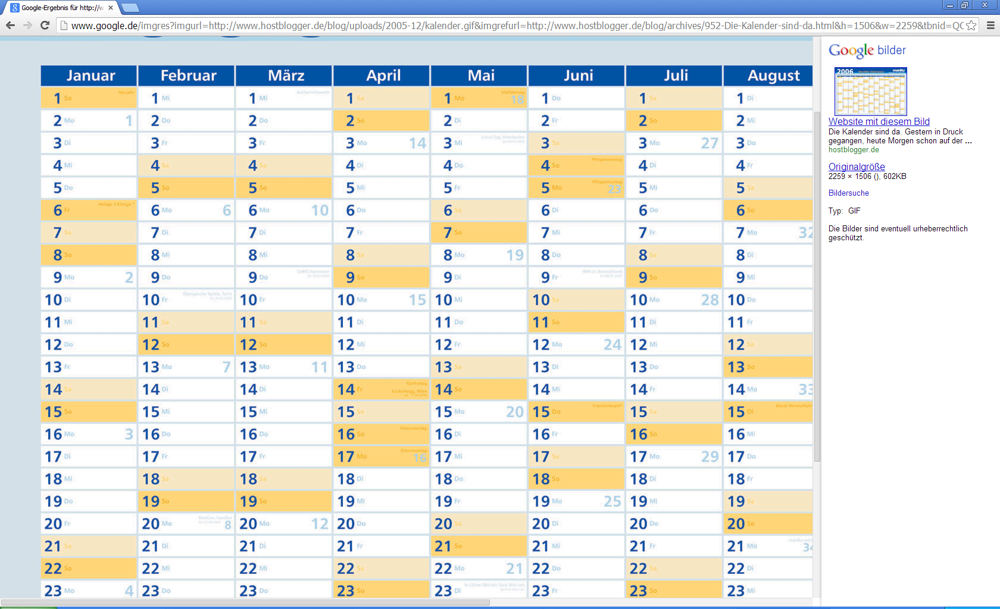 Google-Ergebnis für http://w
www.google.de/imgres?imgurl=http://www.hostblogger.de/blog/uploads/2005-12/kalender.gif&imgrefurl=http://www.hostblogger.de/blog/archives/952-Die-Kalender-sind-da.html&h=1506&w=2259&tbnid=QC
Januar Februar März April Mai Juni Juli August
1 So Neujahr 1 Mi 1 Mi Aschermittwoch 1 Sa 1 Mo Maifeiertag 18 1 Do 1 Sa 1 Di
2 Mo 1 2 Do 2 Do 2 So 2 Di 2 Fr 2 So 2 Mi
3 Di 3 Fr 3 Fr 3 Mo 14 3 Mi Linux-Tag, Wiesbaden 3 Sa 3 Mo 27 3 Do
4 Mi 4 Sa 4 Sa 4 Di 4 Do 4 So Pfingstsonntag 4 Di 4 Fr
5 Do 5 So 5 So 5 Mi 5 Fr 5 Mo Pfingstmontag 23 5 Mi 5 Sa
6 Fr Heilige 3 Könige * 6 Mo 6 6 Mo 10 6 Do 6 Sa 6 Di 6 Do 6 So
7 Sa 7 Di 7 Di 7 Fr 7 So 7 Mi 7 Fr 7 Mo 32
8 So 8 Mi 8 Mi 8 Sa 8 Mo 19 8 Do 8 Sa 8 Di
9 Mo 2 9 Do 9 Do CeBIT, Hannover 9 So 9 Di 9 Fr WM in Deutschland 9 So 9 Mi
10 Di 10 Fr Olympische Spiele, Turin 10 Fr 10 Mo 15 10 Mi 10 Sa 10 Mo 28 10 Do
11 Mi 11 Sa 11 Sa 11 Di 11 Do 11 So 11 Di 11 Fr
12 Do 12 So 12 So 12 Mi 12 Fr 12 Mo 24 12 Mi 12 Sa
13 Fr 13 Mo 7 13 Mo 11 13 Do 13 Sa 13 Di 13 Do 13 So
14 Sa 14 Di 14 Di 14 Fr Karfreitag Easterhegg, Wien 14 So 14 Mi 14 Fr 14 Mo 33
15 So 15 Mi 15 Mi 15 Sa 15 Mo 20 15 Do Fronleichnam* 15 Sa 15 Di Mariä Himmelfahr
16 Mo 3 16 Do 16 Do 16 So Ostersonntag 16 Di 16 Fr 16 So 16 Mi
17 Di 17 Fr 17 Fr 17 Mo Ostermontag 16 17 Mi 17 Sa 17 Mo 29 17 Do
18 Mi 18 Sa 18 Sa 18 Di 18 Do 18 So 18 Di 18 Fr
19 Do 19 So 19 So 19 Mi 19 Fr 19 Mo 25 19 Mi 19 Sa
20 Fr 20 Mo London 8 20 Mo 12 20 Do 20 Sa 20 Di 20 Do 20 So
21 Sa 21 Di 21 Di 21 Fr 21 So 21 Mi 21 Fr 21 Mo manitu 34
22 So 22 Mi 22 Mi 22 Sa 22 Mo 21 22 Do 22 Sa 22 Di
23 Mo 4 23 Do 23 Do 23 So 23 Di in China fällt ein Sack Reis um 23 Fr 23 So 23 Mi
Google bilder
2006 manitu
Website mit diesem Bild
Die Kalender sind da. Gestern in Druck
gegangen, heute Morgen schon auf der ...
hostblogger.de
Originalgröße
2259 × 1506 (), 602KB
Bildersuche
Typ: GIF
Die Bilder sind eventuell urheberrechtlich
geschützt.